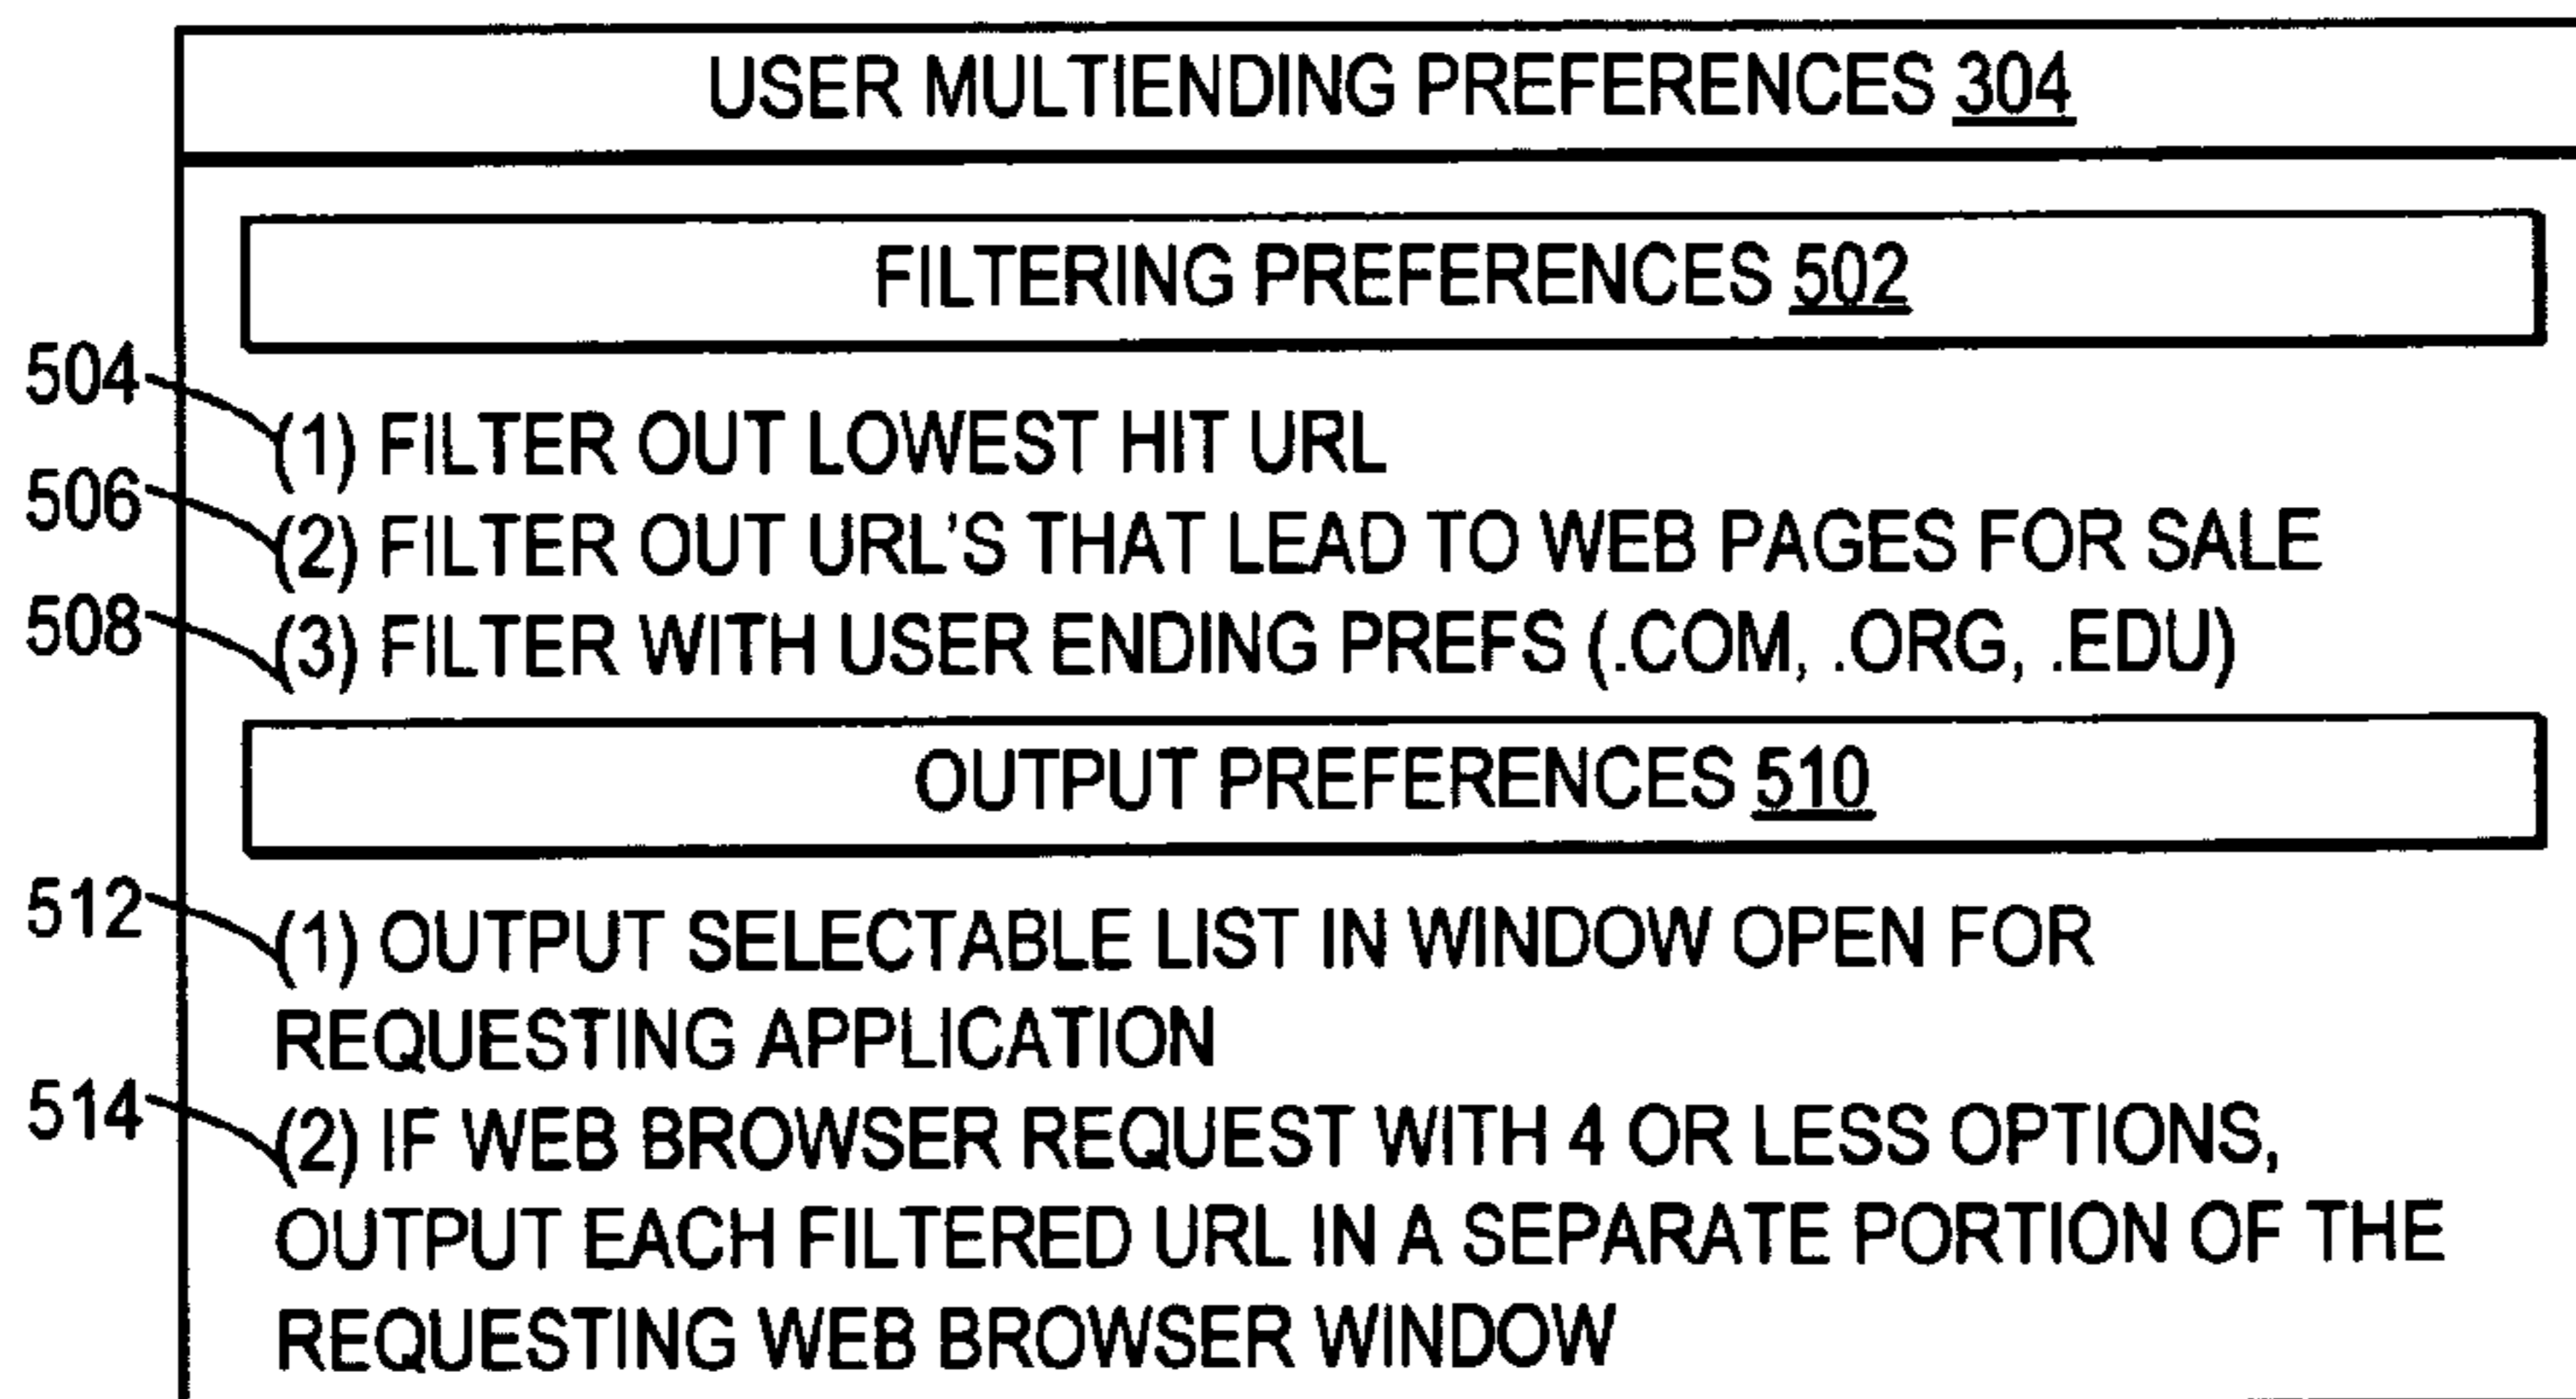 USER MULTIENDING PREFERENCES 304
FILTERING PREFERENCES 502
504
(1) FILTER OUT LOWEST HIT URL
506
(2) FILTER OUT URL'S THAT LEAD TO WEB PAGES FOR SALE
508
(3) FILTER WITH USER ENDING PREFS (.COM, .ORG, .EDU)
OUTPUT PREFERENCES 510
512
(1) OUTPUT SELECTABLE LIST IN WINDOW OPEN FOR
REQUESTING APPLICATION
514
(2) IF WEB BROWSER REQUEST WITH 4 OR LESS OPTIONS,
OUTPUT EACH FILTERED URL IN A SEPARATE PORTION OF THE
REQUESTING WEB BROWSER WINDOW